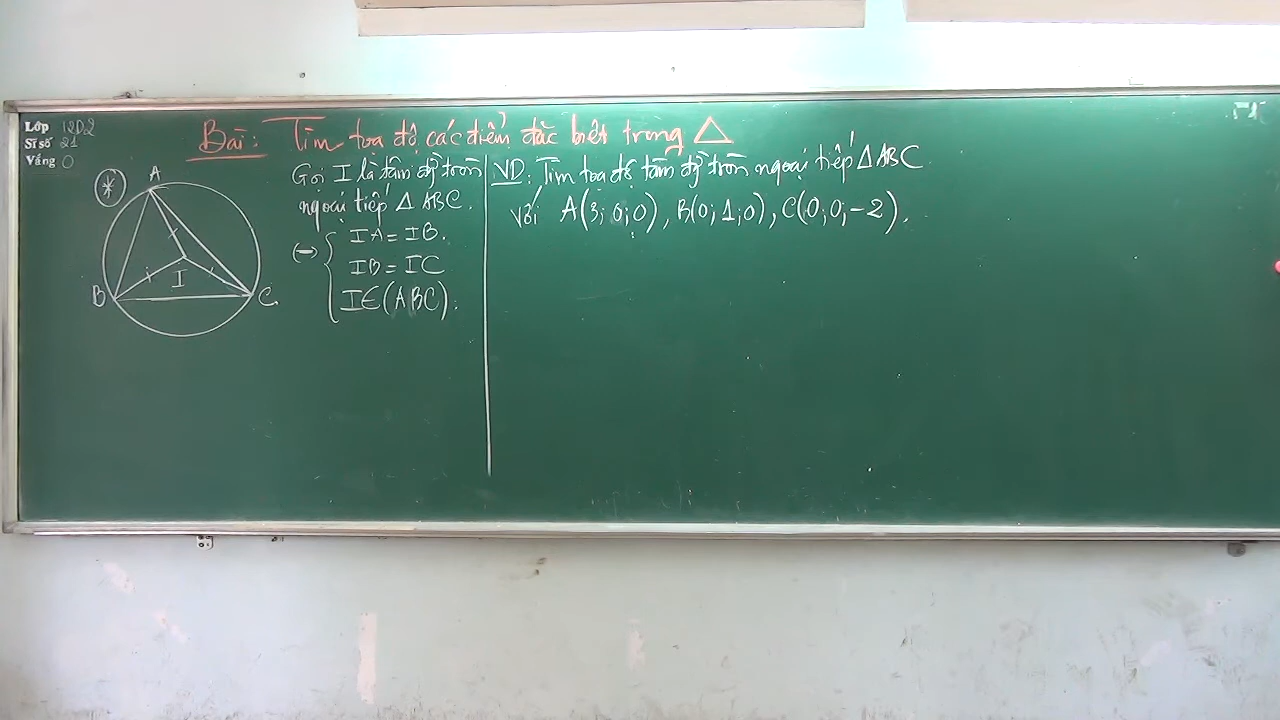 Lớp 12D2
Sĩ số 21
Vắng 0
Bài: Tìm tọa độ các điểm đặc biệt trong △
(*)
A
B
C
I
Gọi I là tâm đg tròn
ngoại tiếp △ ABC.
IA = IB.
IB = IC
I ∈ (ABC).
VD: Tìm tọa độ tâm đg tròn ngoại tiếp △ ABC
với A(3; 0; 0), B(0; 1; 0), C(0; 0; -2).